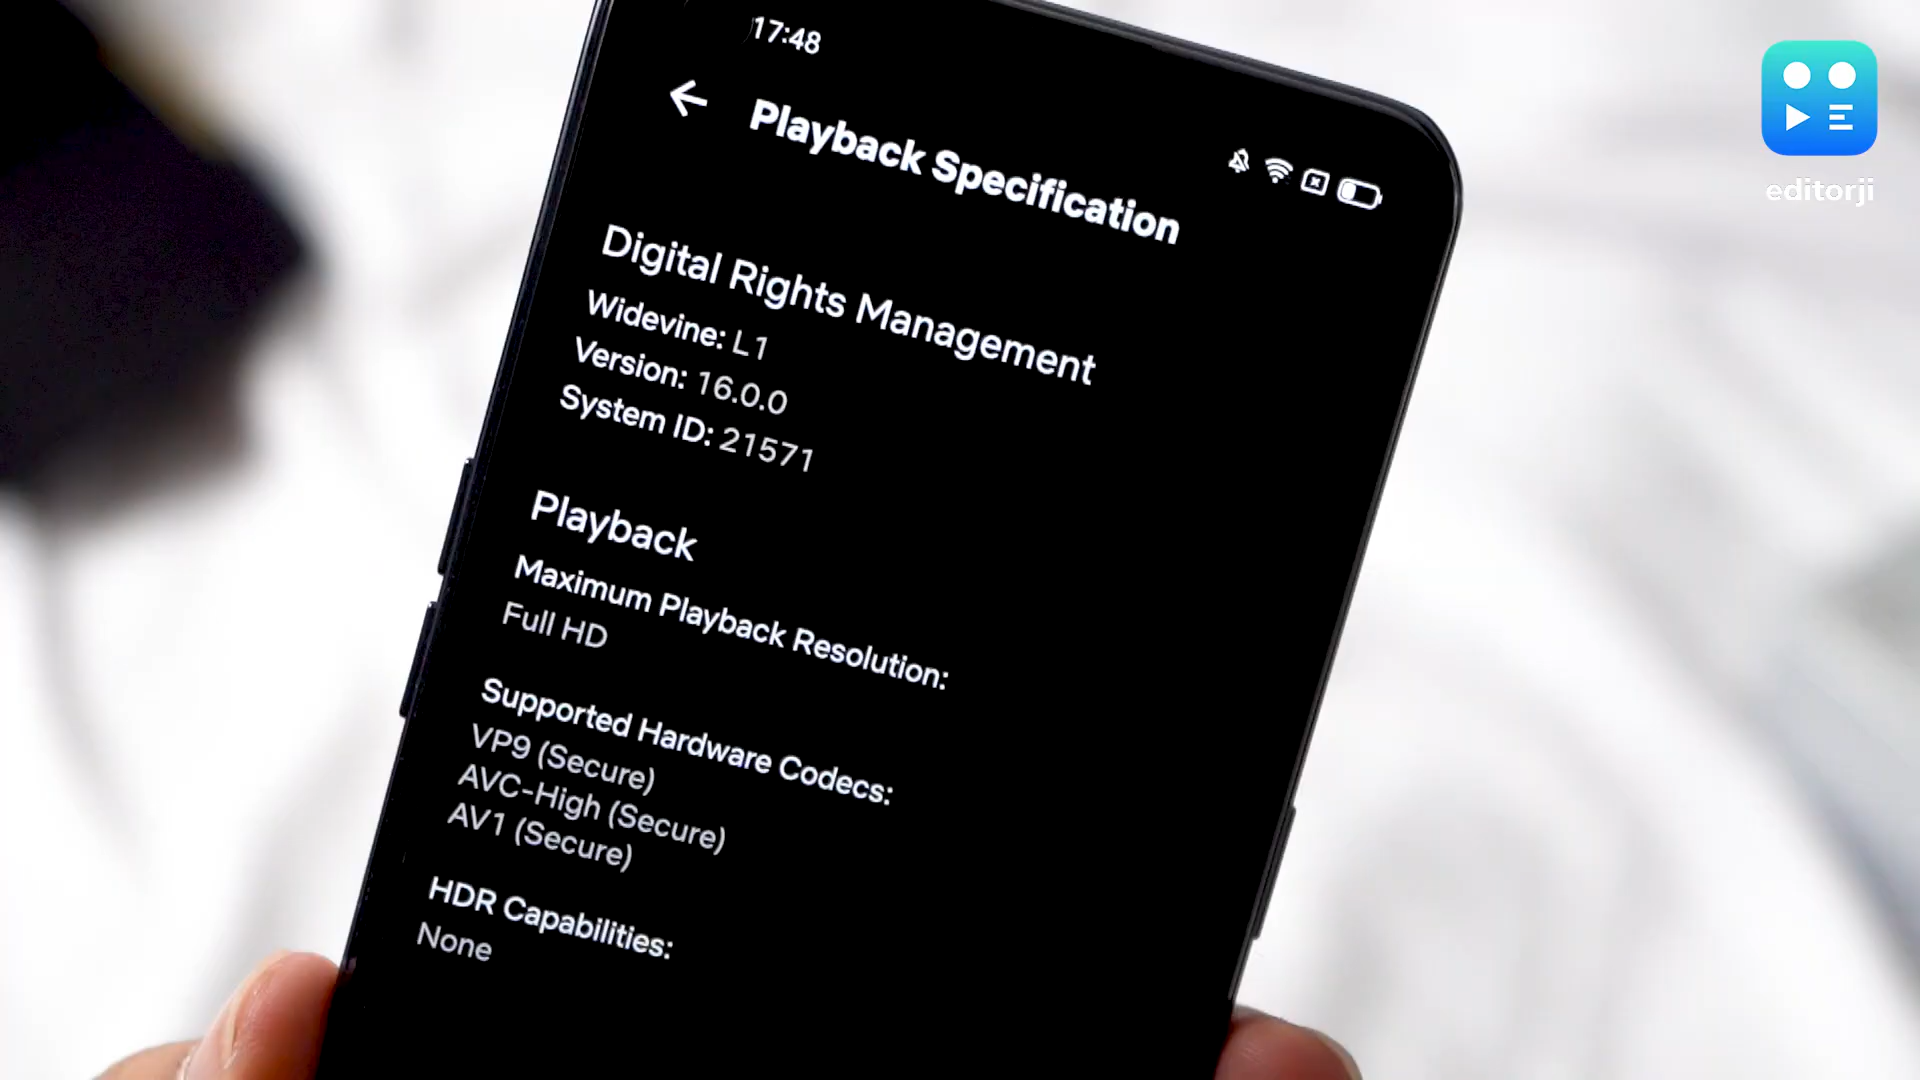 17:48
Playback Specification
editorji
Digital Rights Management
Widevine: L1
Version: 16.0.0
System ID: 21571
Playback
Maximum Playback Resolution:
Full HD
Supported Hardware Codecs:
VP9 (Secure)
AVC-High (Secure)
AV1 (Secure)
HDR Capabilities:
None